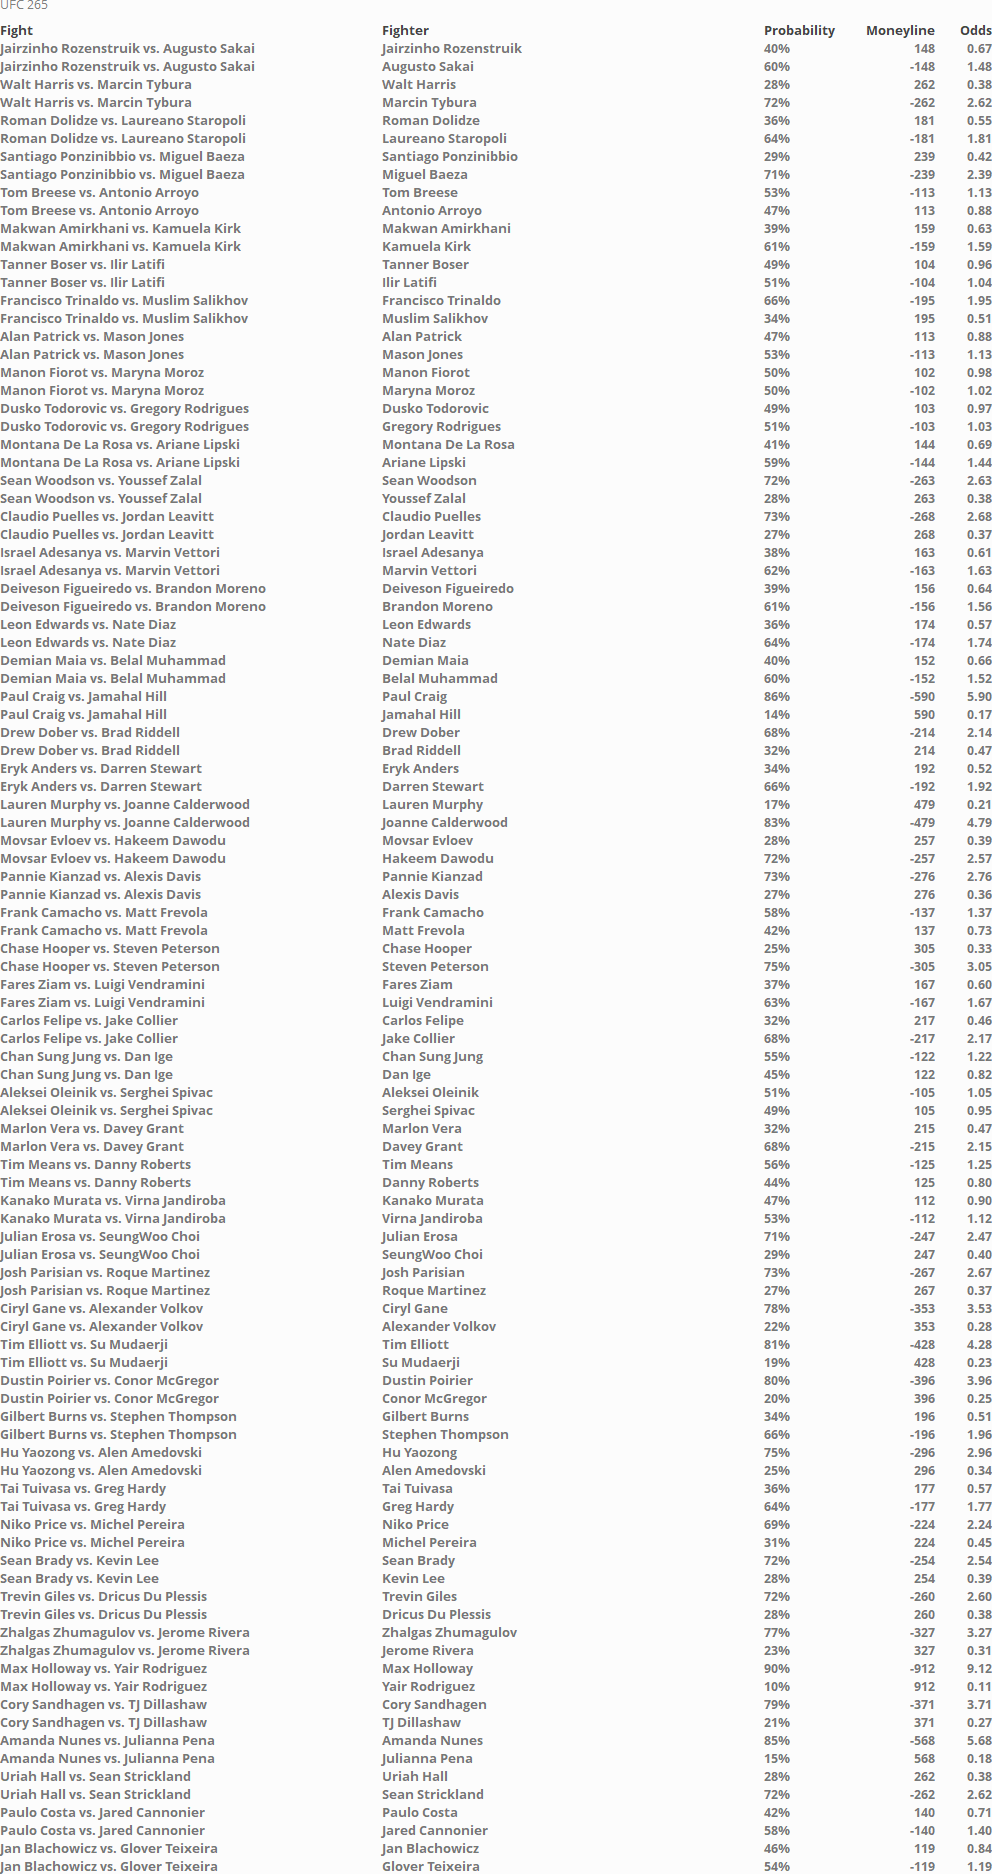 UFC 265
Fight Fighter Probability Moneyline Odds
Jairzinho Rozenstruik vs. Augusto Sakai Jairzinho Rozenstruik 40% 148 0.67
Jairzinho Rozenstruik vs. Augusto Sakai Augusto Sakai 60% -148 1.48
Walt Harris vs. Marcin Tybura Walt Harris 28% 262 0.38
Walt Harris vs. Marcin Tybura Marcin Tybura 72% -262 2.62
Roman Dolidze vs. Laureano Staropoli Roman Dolidze 36% 181 0.55
Roman Dolidze vs. Laureano Staropoli Laureano Staropoli 64% -181 1.81
Santiago Ponzinibbio vs. Miguel Baeza Santiago Ponzinibbio 29% 239 0.42
Santiago Ponzinibbio vs. Miguel Baeza Miguel Baeza 71% -239 2.39
Tom Breese vs. Antonio Arroyo Tom Breese 53% -113 1.13
Tom Breese vs. Antonio Arroyo Antonio Arroyo 47% 113 0.88
Makwan Amirkhani vs. Kamuela Kirk Makwan Amirkhani 39% 159 0.63
Makwan Amirkhani vs. Kamuela Kirk Kamuela Kirk 61% -159 1.59
Tanner Boser vs. Ilir Latifi Tanner Boser 49% 104 0.96
Tanner Boser vs. Ilir Latifi Ilir Latifi 51% -104 1.04
Francisco Trinaldo vs. Muslim Salikhov Francisco Trinaldo 66% -195 1.95
Francisco Trinaldo vs. Muslim Salikhov Muslim Salikhov 34% 195 0.51
Alan Patrick vs. Mason Jones Alan Patrick 47% 113 0.88
Alan Patrick vs. Mason Jones Mason Jones 53% -113 1.13
Manon Fiorot vs. Maryna Moroz Manon Fiorot 50% 102 0.98
Manon Fiorot vs. Maryna Moroz Maryna Moroz 50% -102 1.02
Dusko Todorovic vs. Gregory Rodrigues Dusko Todorovic 49% 103 0.97
Dusko Todorovic vs. Gregory Rodrigues Gregory Rodrigues 51% -103 1.03
Montana De La Rosa vs. Ariane Lipski Montana De La Rosa 41% 144 0.69
Montana De La Rosa vs. Ariane Lipski Ariane Lipski 59% -144 1.44
Sean Woodson vs. Youssef Zalal Sean Woodson 72% -263 2.63
Sean Woodson vs. Youssef Zalal Youssef Zalal 28% 263 0.38
Claudio Puelles vs. Jordan Leavitt Claudio Puelles 73% -268 2.68
Claudio Puelles vs. Jordan Leavitt Jordan Leavitt 27% 268 0.37
Israel Adesanya vs. Marvin Vettori Israel Adesanya 38% 163 0.61
Israel Adesanya vs. Marvin Vettori Marvin Vettori 62% -163 1.63
Deiveson Figueiredo vs. Brandon Moreno Deiveson Figueiredo 39% 156 0.64
Deiveson Figueiredo vs. Brandon Moreno Brandon Moreno 61% -156 1.56
Leon Edwards vs. Nate Diaz Leon Edwards 36% 174 0.57
Leon Edwards vs. Nate Diaz Nate Diaz 64% -174 1.74
Demian Maia vs. Belal Muhammad Demian Maia 40% 152 0.66
Demian Maia vs. Belal Muhammad Belal Muhammad 60% -152 1.52
Paul Craig vs. Jamahal Hill Paul Craig 86% -590 5.90
Paul Craig vs. Jamahal Hill Jamahal Hill 14% 590 0.17
Drew Dober vs. Brad Riddell Drew Dober 68% -214 2.14
Drew Dober vs. Brad Riddell Brad Riddell 32% 214 0.47
Eryk Anders vs. Darren Stewart Eryk Anders 34% 192 0.52
Eryk Anders vs. Darren Stewart Darren Stewart 66% -192 1.92
Lauren Murphy vs. Joanne Calderwood Lauren Murphy 17% 479 0.21
Lauren Murphy vs. Joanne Calderwood Joanne Calderwood 83% -479 4.79
Movsar Evloev vs. Hakeem Dawodu Movsar Evloev 28% 257 0.39
Movsar Evloev vs. Hakeem Dawodu Hakeem Dawodu 72% -257 2.57
Pannie Kianzad vs. Alexis Davis Pannie Kianzad 73% -276 2.76
Pannie Kianzad vs. Alexis Davis Alexis Davis 27% 276 0.36
Frank Camacho vs. Matt Frevola Frank Camacho 58% -137 1.37
Frank Camacho vs. Matt Frevola Matt Frevola 42% 137 0.73
Chase Hooper vs. Steven Peterson Chase Hooper 25% 305 0.33
Chase Hooper vs. Steven Peterson Steven Peterson 75% -305 3.05
Fares Ziam vs. Luigi Vendramini Fares Ziam 37% 167 0.60
Fares Ziam vs. Luigi Vendramini Luigi Vendramini 63% -167 1.67
Carlos Felipe vs. Jake Collier Carlos Felipe 32% 217 0.46
Carlos Felipe vs. Jake Collier Jake Collier 68% -217 2.17
Chan Sung Jung vs. Dan Ige Chan Sung Jung 55% -122 1.22
Chan Sung Jung vs. Dan Ige Dan Ige 45% 122 0.82
Aleksei Oleinik vs. Serghei Spivac Aleksei Oleinik 51% -105 1.05
Aleksei Oleinik vs. Serghei Spivac Serghei Spivac 49% 105 0.95
Marlon Vera vs. Davey Grant Marlon Vera 32% 215 0.47
Marlon Vera vs. Davey Grant Davey Grant 68% -215 2.15
Tim Means vs. Danny Roberts Tim Means 56% -125 1.25
Tim Means vs. Danny Roberts Danny Roberts 44% 125 0.80
Kanako Murata vs. Virna Jandiroba Kanako Murata 47% 112 0.90
Kanako Murata vs. Virna Jandiroba Virna Jandiroba 53% -112 1.12
Julian Erosa vs. SeungWoo Choi Julian Erosa 71% -247 2.47
Julian Erosa vs. SeungWoo Choi SeungWoo Choi 29% 247 0.40
Josh Parisian vs. Roque Martinez Josh Parisian 73% -267 2.67
Josh Parisian vs. Roque Martinez Roque Martinez 27% 267 0.37
Ciryl Gane vs. Alexander Volkov Ciryl Gane 78% -353 3.53
Ciryl Gane vs. Alexander Volkov Alexander Volkov 22% 353 0.28
Tim Elliott vs. Su Mudaerji Tim Elliott 81% -428 4.28
Tim Elliott vs. Su Mudaerji Su Mudaerji 19% 428 0.23
Dustin Poirier vs. Conor McGregor Dustin Poirier 80% -396 3.96
Dustin Poirier vs. Conor McGregor Conor McGregor 20% 396 0.25
Gilbert Burns vs. Stephen Thompson Gilbert Burns 34% 196 0.51
Gilbert Burns vs. Stephen Thompson Stephen Thompson 66% -196 1.96
Hu Yaozong vs. Alen Amedovski Hu Yaozong 75% -296 2.96
Hu Yaozong vs. Alen Amedovski Alen Amedovski 25% 296 0.34
Tai Tuivasa vs. Greg Hardy Tai Tuivasa 36% 177 0.57
Tai Tuivasa vs. Greg Hardy Greg Hardy 64% -177 1.77
Niko Price vs. Michel Pereira Niko Price 69% -224 2.24
Niko Price vs. Michel Pereira Michel Pereira 31% 224 0.45
Sean Brady vs. Kevin Lee Sean Brady 72% -254 2.54
Sean Brady vs. Kevin Lee Kevin Lee 28% 254 0.39
Trevin Giles vs. Dricus Du Plessis Trevin Giles 72% -260 2.60
Trevin Giles vs. Dricus Du Plessis Dricus Du Plessis 28% 260 0.38
Zhalgas Zhumagulov vs. Jerome Rivera Zhalgas Zhumagulov 77% -327 3.27
Zhalgas Zhumagulov vs. Jerome Rivera Jerome Rivera 23% 327 0.31
Max Holloway vs. Yair Rodriguez Max Holloway 90% -912 9.12
Max Holloway vs. Yair Rodriguez Yair Rodriguez 10% 912 0.11
Cory Sandhagen vs. TJ Dillashaw Cory Sandhagen 79% -371 3.71
Cory Sandhagen vs. TJ Dillashaw TJ Dillashaw 21% 371 0.27
Amanda Nunes vs. Julianna Pena Amanda Nunes 85% -568 5.68
Amanda Nunes vs. Julianna Pena Julianna Pena 15% 568 0.18
Uriah Hall vs. Sean Strickland Uriah Hall 28% 262 0.38
Uriah Hall vs. Sean Strickland Sean Strickland 72% -262 2.62
Paulo Costa vs. Jared Cannonier Paulo Costa 42% 140 0.71
Paulo Costa vs. Jared Cannonier Jared Cannonier 58% -140 1.40
Jan Blachowicz vs. Glover Teixeira Jan Blachowicz 46% 119 0.84
Jan Blachowicz vs. Glover Teixeira Glover Teixeira 54% -119 1.19